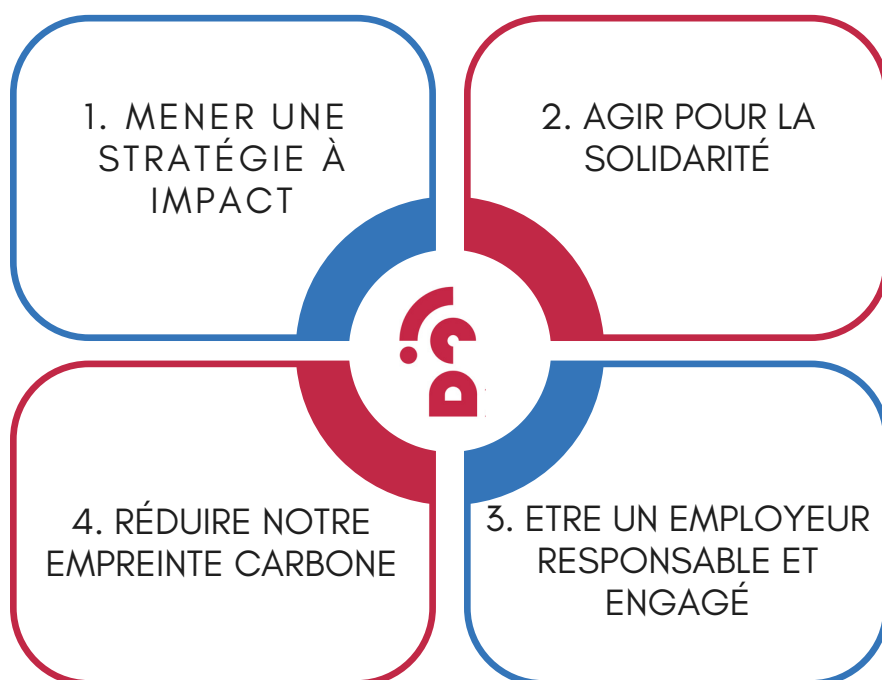 1. MENER UNE
STRATÉGIE À
IMPACT
2. AGIR POUR LA
SOLIDARITÉ
3. ETRE UN EMPLOYEUR
RESPONSABLE ET
ENGAGÉ
4. RÉDUIRE NOTRE
EMPREINTE CARBONE